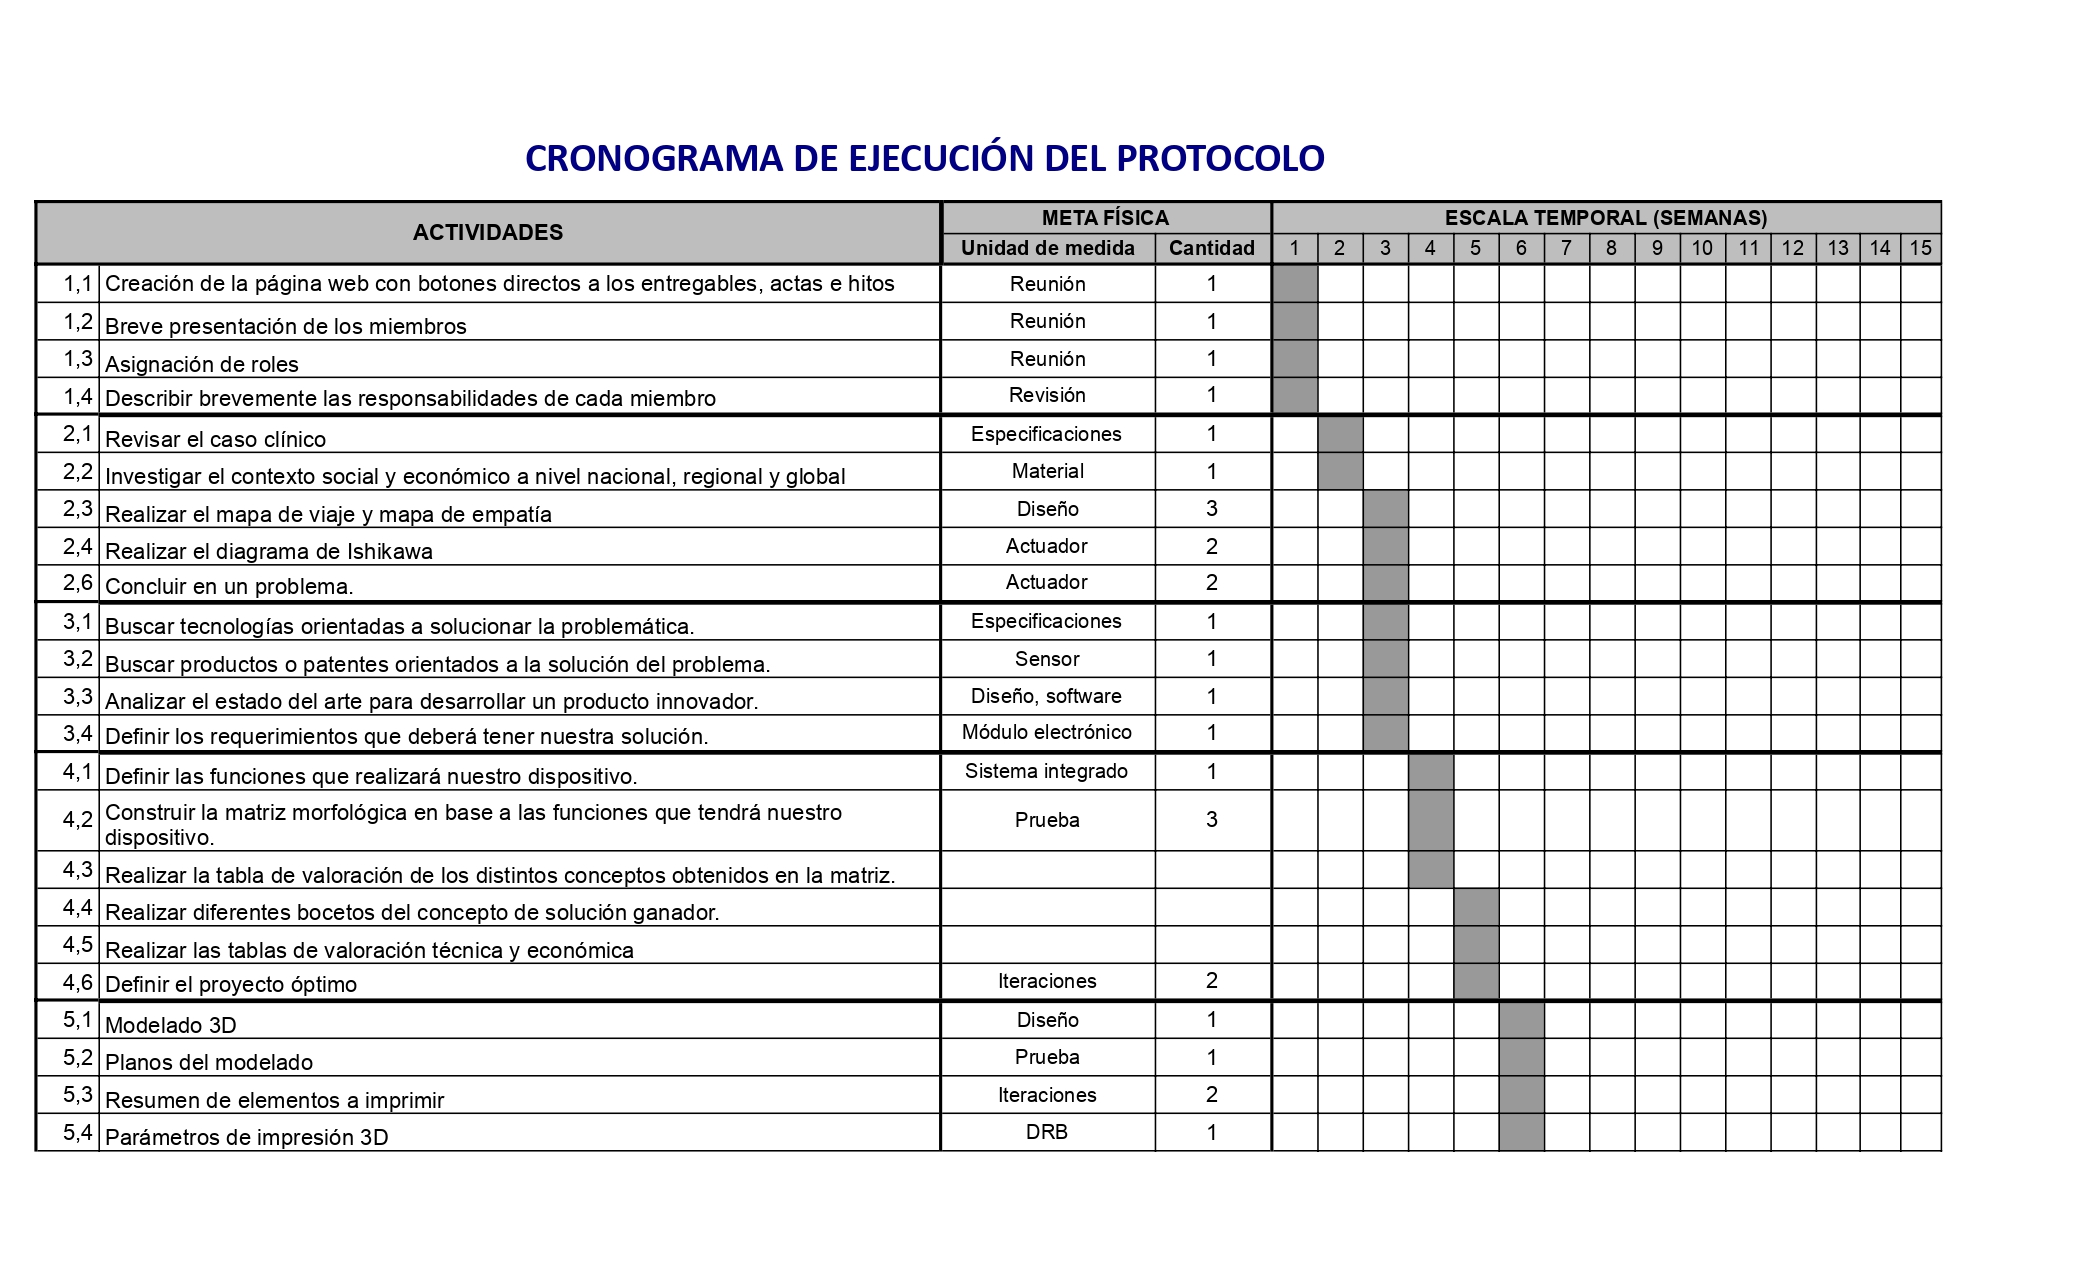 CRONOGRAMA DE EJECUCIÓN DEL PROTOCOLO
ACTIVIDADES META FÍSICA ESCALA TEMPORAL (SEMANAS)
Unidad de medida Cantidad 1 2 3 4 5 6 7 8 9 10 11 12 13 14 15
1,1 Creación de la página web con botones directos a los entregables, actas e hitos Reunión 1
1,2 Breve presentación de los miembros Reunión 1
1,3 Asignación de roles Reunión 1
1,4 Describir brevemente las responsabilidades de cada miembro Revisión 1
2,1 Revisar el caso clínico Especificaciones 1
2,2 Investigar el contexto social y económico a nivel nacional, regional y global Material 1
2,3 Realizar el mapa de viaje y mapa de empatía Diseño 3
2,4 Realizar el diagrama de Ishikawa Actuador 2
2,6 Concluir en un problema. Actuador 2
3,1 Buscar tecnologías orientadas a solucionar la problemática. Especificaciones 1
3,2 Buscar productos o patentes orientados a la solución del problema. Sensor 1
3,3 Analizar el estado del arte para desarrollar un producto innovador. Diseño, software 1
3,4 Definir los requerimientos que deberá tener nuestra solución. Módulo electrónico 1
4,1 Definir las funciones que realizará nuestro dispositivo. Sistema integrado 1
4,2 Construir la matriz morfológica en base a las funciones que tendrá nuestro
dispositivo. Prueba 3
4,3 Realizar la tabla de valoración de los distintos conceptos obtenidos en la matriz.
4,4 Realizar diferentes bocetos del concepto de solución ganador.
4,5 Realizar las tablas de valoración técnica y económica
4,6 Definir el proyecto óptimo Iteraciones 2
5,1 Modelado 3D Diseño 1
5,2 Planos del modelado Prueba 1
5,3 Resumen de elementos a imprimir Iteraciones 2
5,4 Parámetros de impresión 3D DRB 1